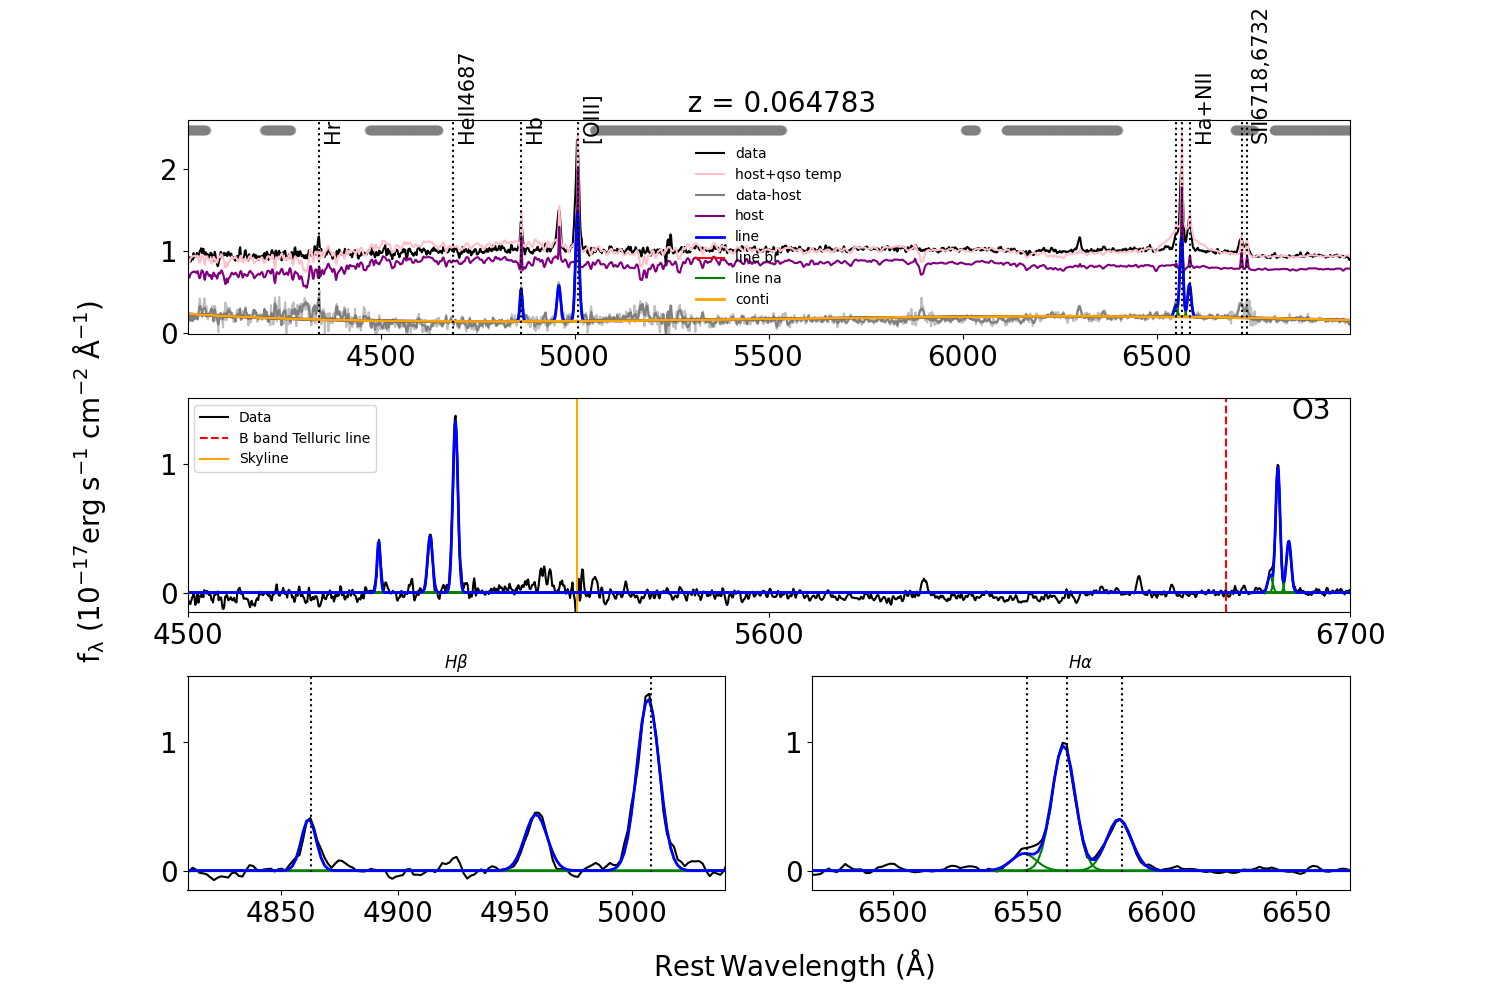 z = 0.064783
Hr
HeII4687
Hb
[OIII]
Ha+NII
SII6718,6732
data
host+qso temp
data-host
host
line
line br
line na
conti
2
1
0
4500
5000
5500
6000
6500
O3
Data
B band Telluric line
Skyline
1
0
4500
5600
6700
fλ (10⁻¹⁷erg s⁻¹ cm⁻² Å⁻¹)
Hβ
1
0
4850
4900
4950
5000
Hα
1
0
6500
6550
6600
6650
Rest Wavelength (Å)